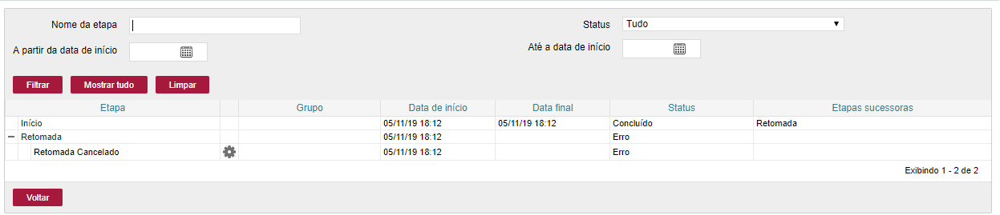 Nome da etapa Status Tudo
A partir da data de início Até a data de início
Filtrar Mostrar tudo Limpar
Etapa Grupo Data de início Data final Status Etapas sucessoras
Início 05/11/19 18:12 05/11/19 18:12 Concluído Retomada
Retomada 05/11/19 18:12 Erro
Retomada Cancelado 05/11/19 18:12 Erro
Exibindo 1 - 2 de 2
Voltar